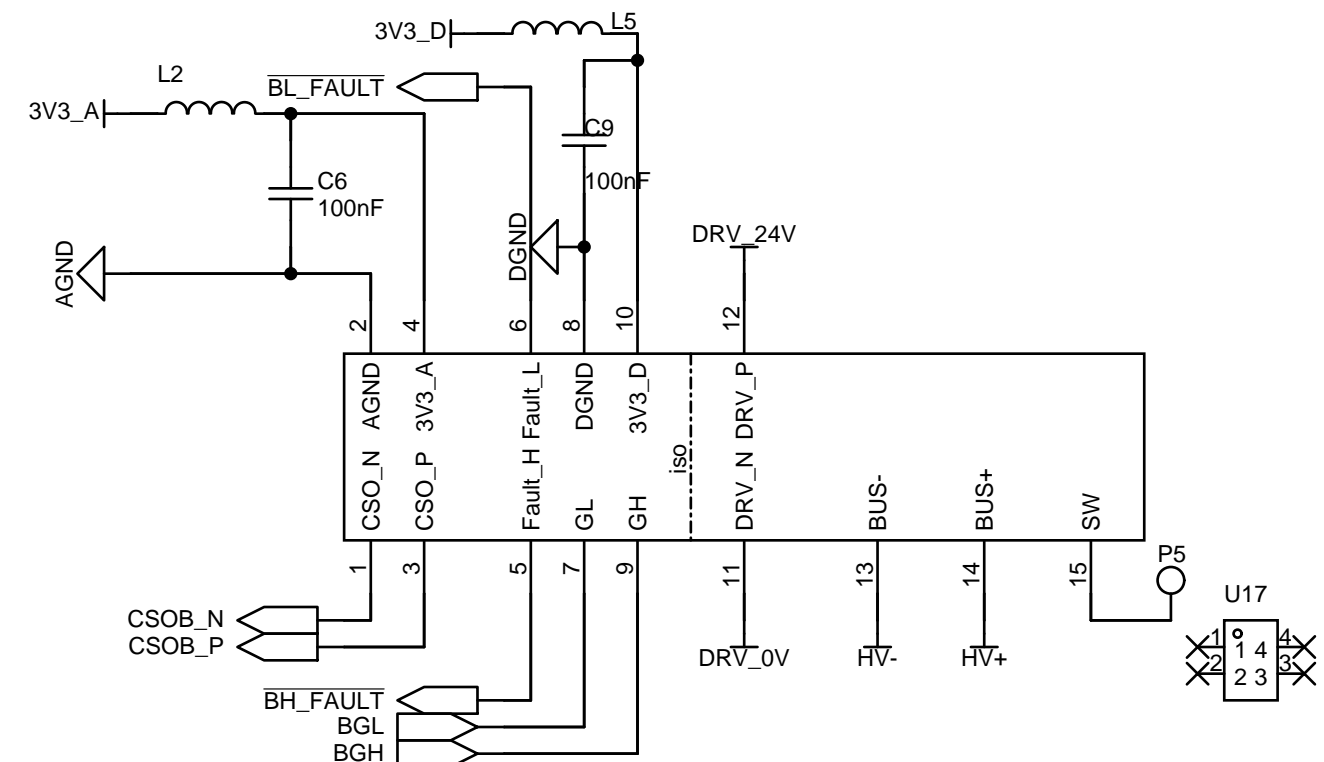 3V3_D
L5
L2
BL_FAULT
3V3_A
C9
100nF
C6
100nF
AGND
DGND
DRV_24V
2
4
6
8
10
12
AGND
3V3_A
Fault_L
DGND
3V3_D
DRV_P
iso
CSO_N
CSO_P
Fault_H
GL
GH
DRV_N
BUS-
BUS+
SW
1
3
5
7
9
11
13
14
15
P5
U17
1
1 4
4
2
2 3
3
CSOB_N
CSOB_P
DRV_0V
HV-
HV+
BH_FAULT
BGL
BGH